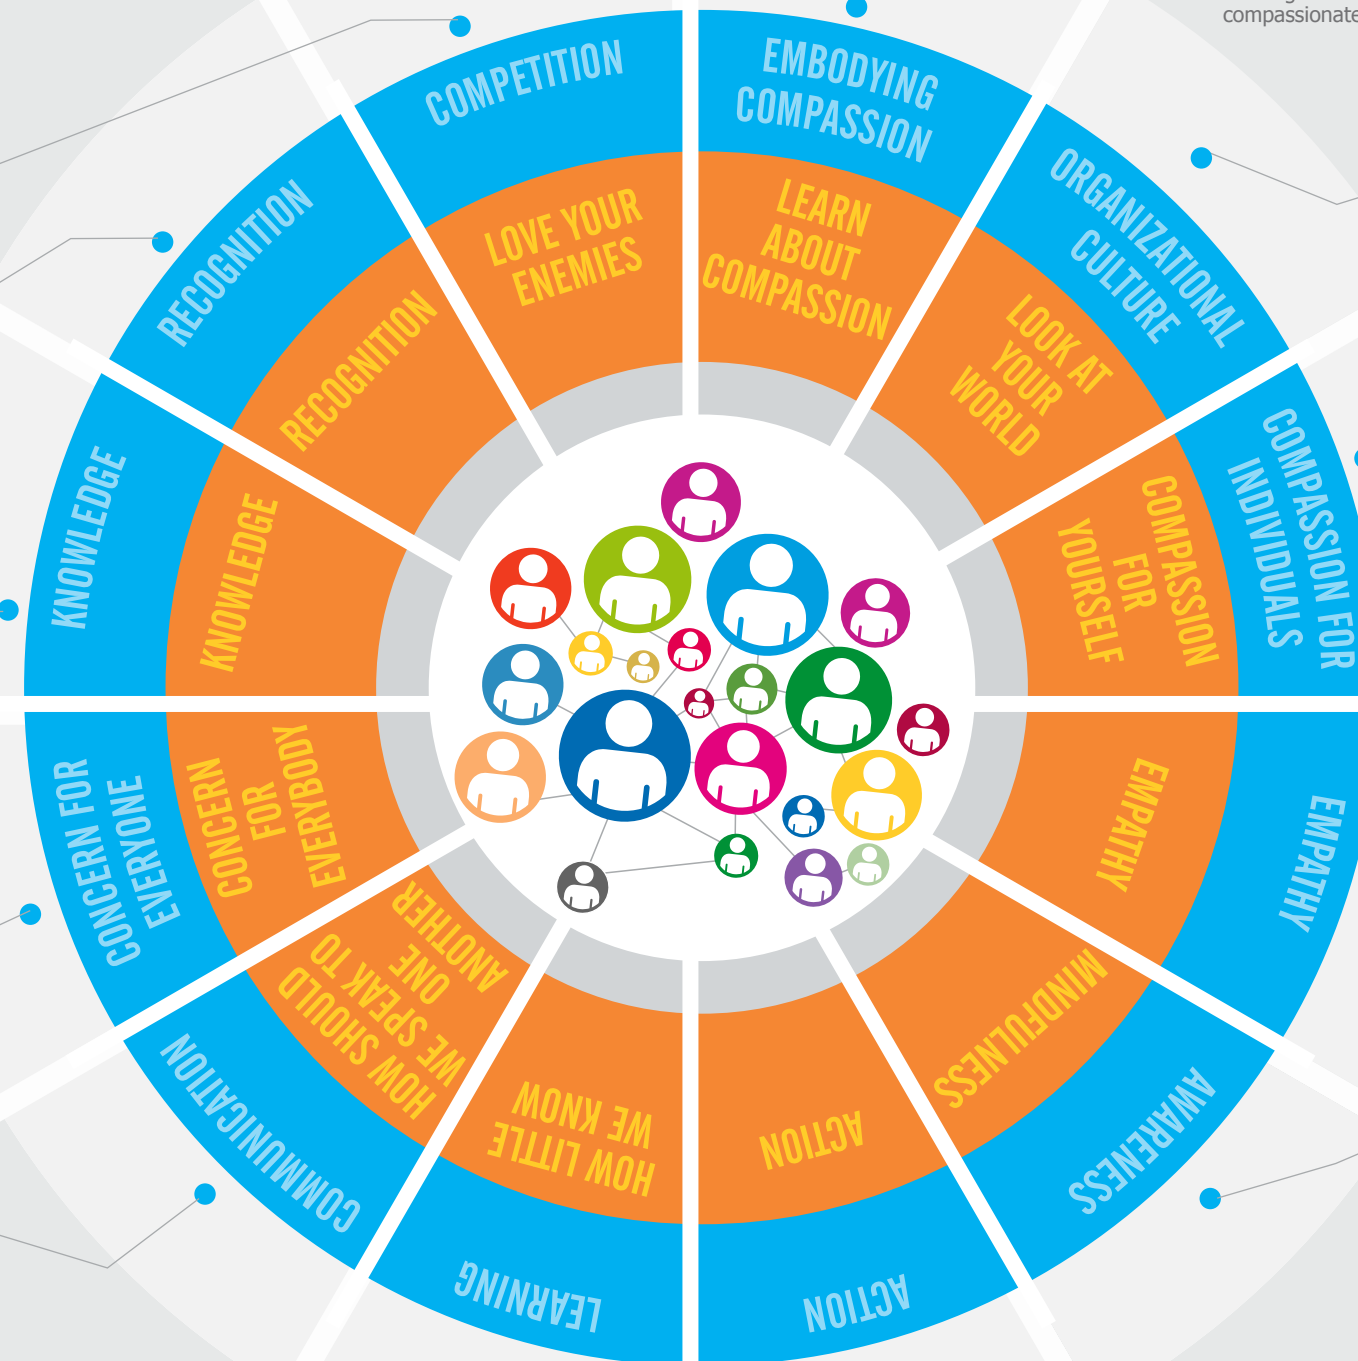 compassionate
EMBODYING
COMPASSION
LEARN
ABOUT
COMPASSION
ORGANIZATIONAL
CULTURE
LOOK AT
YOUR
WORLD
COMPASSION FOR
INDIVIDUALS
COMPASSION
FOR
YOURSELF
EMPATHY
EMPATHY
AWARENESS
MINDFULNESS
ACTION
ACTION
LEARNING
HOW LITTLE
WE KNOW
COMMUNICATION
HOW SHOULD
WE SPEAK TO
ONE
ANOTHER
CONCERN FOR
EVERYONE
CONCERN
FOR
EVERYBODY
KNOWLEDGE
KNOWLEDGE
RECOGNITION
RECOGNITION
COMPETITION
LOVE YOUR
ENEMIES